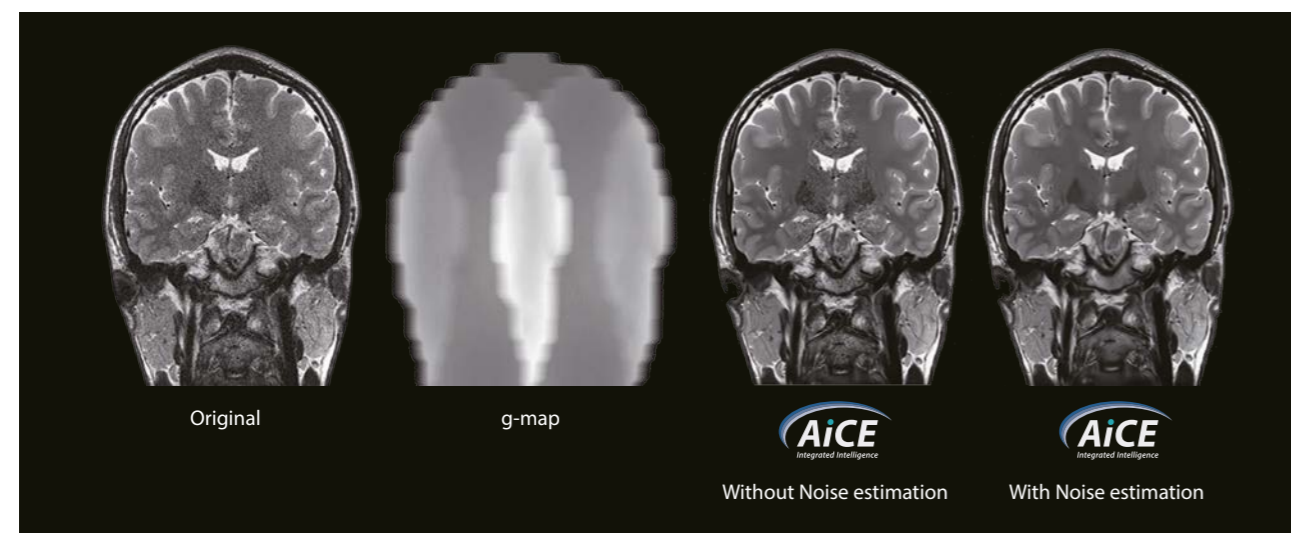 Original
g-map
AiCE
Integrated Intelligence
Without Noise estimation
AiCE
Integrated Intelligence
With Noise estimation